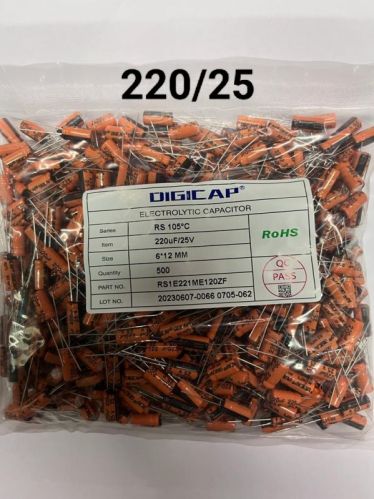 220/25
DIGICAP®
ELECTROLYTIC CAPACITOR
Series RS 105°C
Item 220uF/25V
Size 6*12 MM
Quantity 500
PART NO. RS1E221ME120ZF
LOT NO. 20230607-0066 0705-062
RoHS
QC
PASS